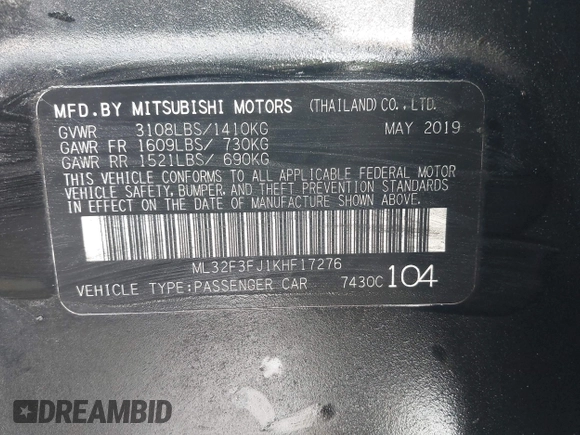 MFD.BY MITSUBISHI MOTORS (THAILAND) CO.,LTD.
GVWR 3108LBS/1410KG MAY 2019
GAWR FR 1609LBS/ 730KG
GAWR RR 1521LBS/ 690KG
THIS VEHICLE CONFORMS TO ALL APPLICABLE FEDERAL MOTOR
VEHICLE SAFETY, BUMPER, AND THEFT PREVENTION STANDARDS
IN EFFECT ON THE DATE OF MANUFACTURE SHOWN ABOVE.
ML32F3FJ1KHF17276
VEHICLE TYPE:PASSENGER CAR 7430C 104
DREAMBID